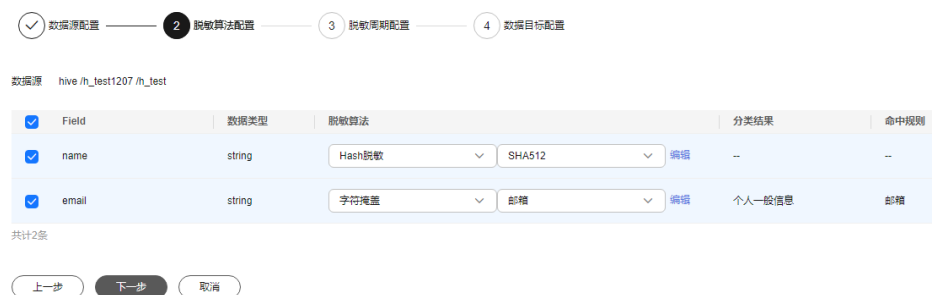 数据源配置 2 脱敏算法配置 3 脱敏周期配置 4 数据目标配置
数据源 hive /h_test1207 /h_test
Field 数据类型 脱敏算法 分类结果 命中规则
name string Hash脱敏 SHA512 编辑 -- --
email string 字符掩盖 邮箱 编辑 个人一般信息 邮箱
共计2条
上一步 下一步 取消